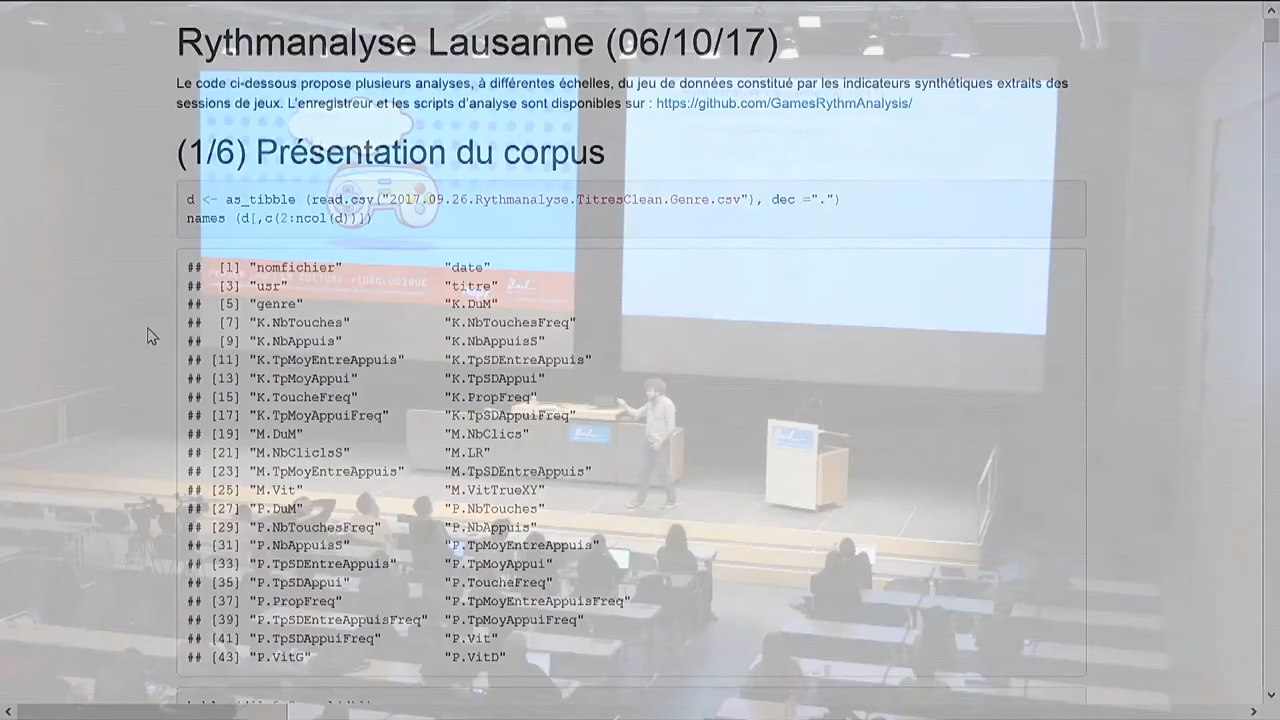 Rythmanalyse Lausanne (06/10/17)
Le code ci-dessous propose plusieurs analyses, à différentes échelles, du jeu de données constitué par les indicateurs synthétiques extraits des
sessions de jeux. L'enregistreur et les scripts d'analyse sont disponibles sur : https://github.com/GamesRythmAnalysis/
(1/6) Présentation du corpus
d <- as_tibble (read.csv("2017.09.26.Rythmanalyse.TitresClean.Genre.csv"), dec =".")
names (d[,c(2:ncol(d))])
## [1] "nomfichier" "date"
## [3] "usr" "titre"
## [5] "genre" "K.DuM"
## [7] "K.NbTouches" "K.NbTouchesFreq"
## [9] "K.NbAppuis" "K.NbAppuisS"
## [11] "K.TpMoyEntreAppuis" "K.TpSDEntreAppuis"
## [13] "K.TpMoyAppui" "K.TpSDAppui"
## [15] "K.ToucheFreq" "K.PropFreq"
## [17] "K.TpMoyAppuiFreq" "K.TpSDAppuiFreq"
## [19] "M.DuM" "M.NbClics"
## [21] "M.NbCliclsS" "M.LR"
## [23] "M.TpMoyEntreAppuis" "M.TpSDEntreAppuis"
## [25] "M.Vit" "M.VitTrueXY"
## [27] "P.DuM" "P.NbTouches"
## [29] "P.NbTouchesFreq" "P.NbAppuis"
## [31] "P.NbAppuisS" "P.TpMoyEntreAppuis"
## [33] "P.TpSDEntreAppuis" "P.TpMoyAppui"
## [35] "P.TpSDAppui" "P.ToucheFreq"
## [37] "P.PropFreq" "P.TpMoyEntreAppuisFreq"
## [39] "P.TpSDEntreAppuisFreq" "P.TpMoyAppuiFreq"
## [41] "P.TpSDAppuiFreq" "P.Vit"
## [43] "P.VitG" "P.VitD"